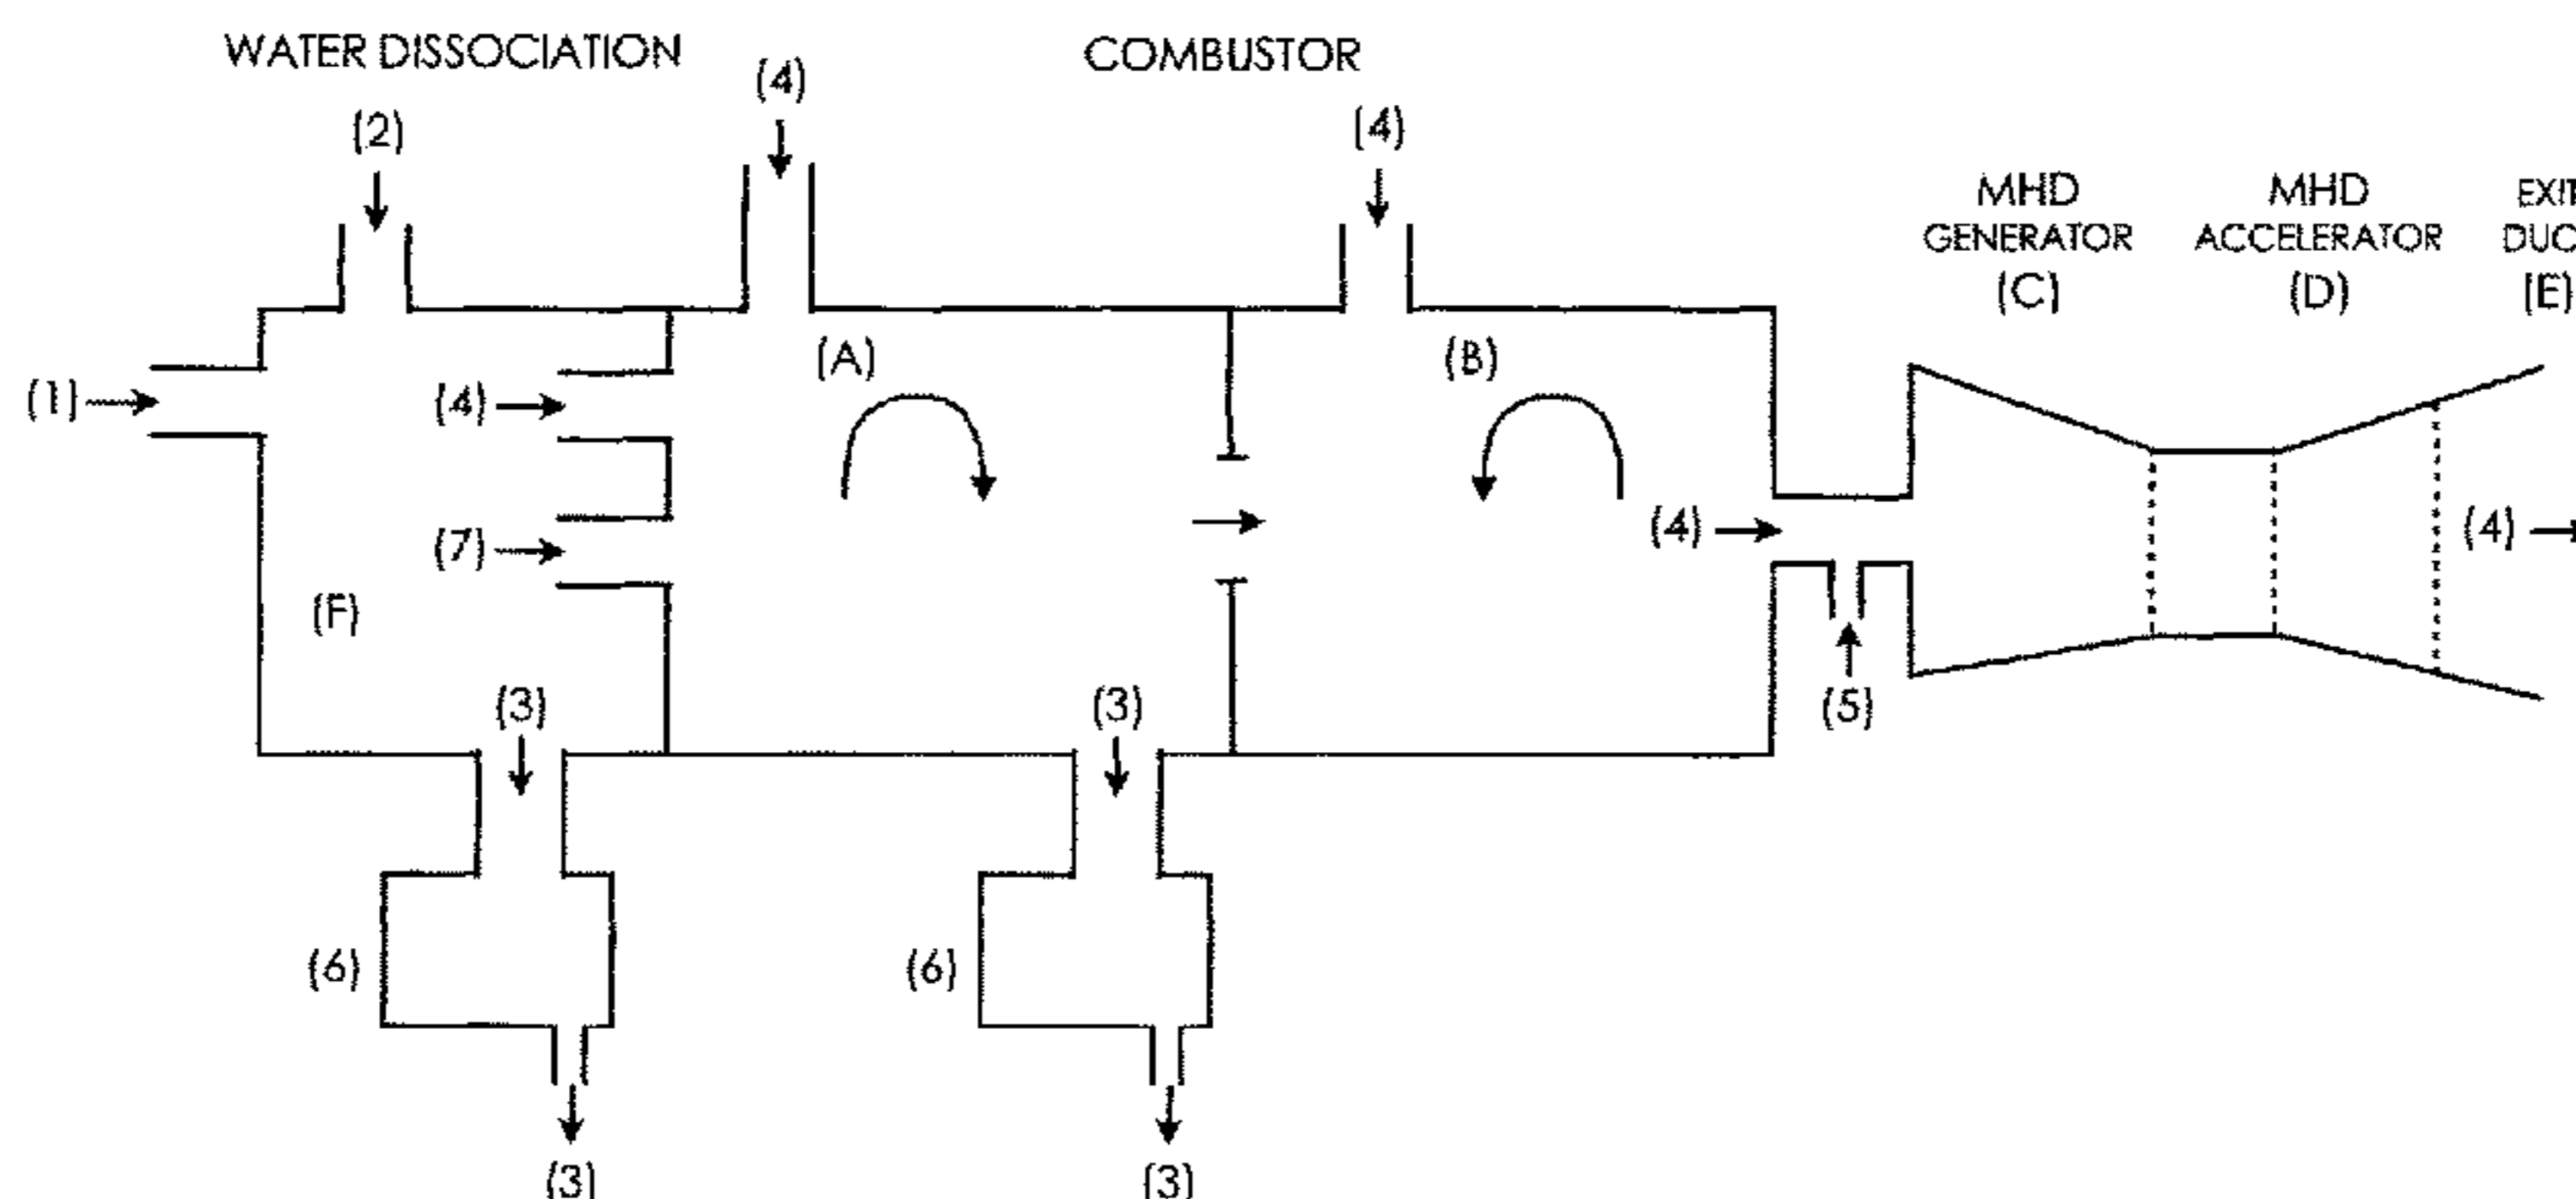 WATER DISSOCIATION
COMBUSTOR
(4)
(2)
(4)
MHD
GENERATOR
(C)
MHD
ACCELERATOR
(D)
EXIT
DUC
(E)
(A)
(B)
(1)
(4)
(7)
(4)
(4)
(F)
(3)
(3)
(5)
(6)
(6)
(3)
(3)